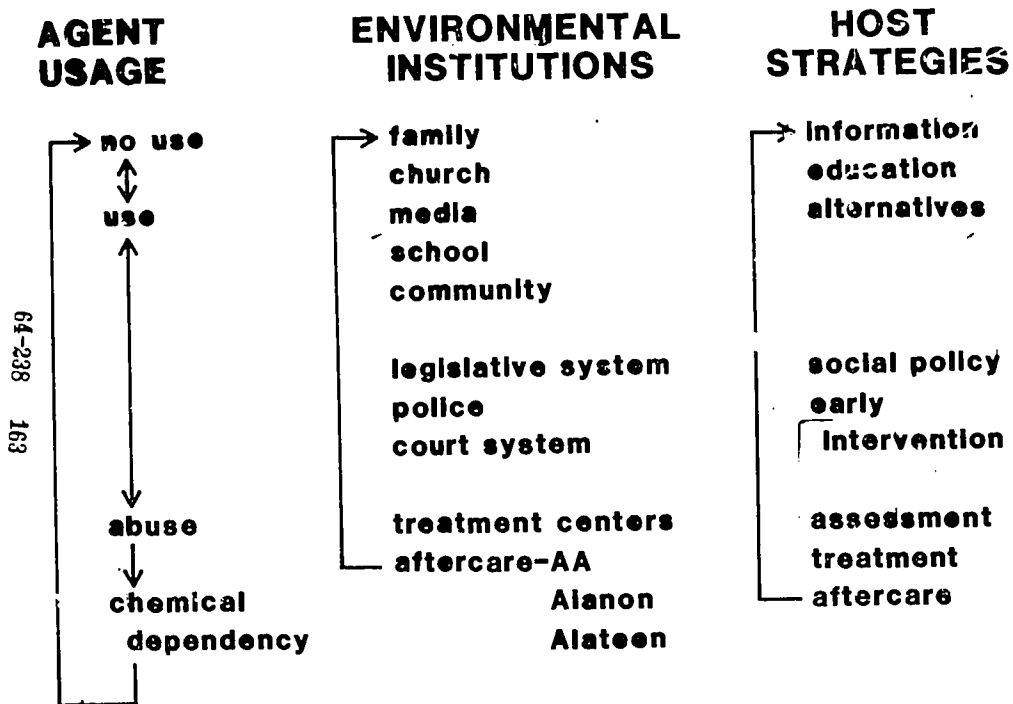 AGENT
USAGE
no use
use
abuse
chemical
dependency
ENVIRONMENTAL
INSTITUTIONS
family
church
media
school
community
legislative system
police
court system
treatment centers
aftercare-AA
Alanon
Alateen
HOST
STRATEGIES
information
education
alternatives
social policy
early
intervention
assessment
treatment
aftercare
64-238 163